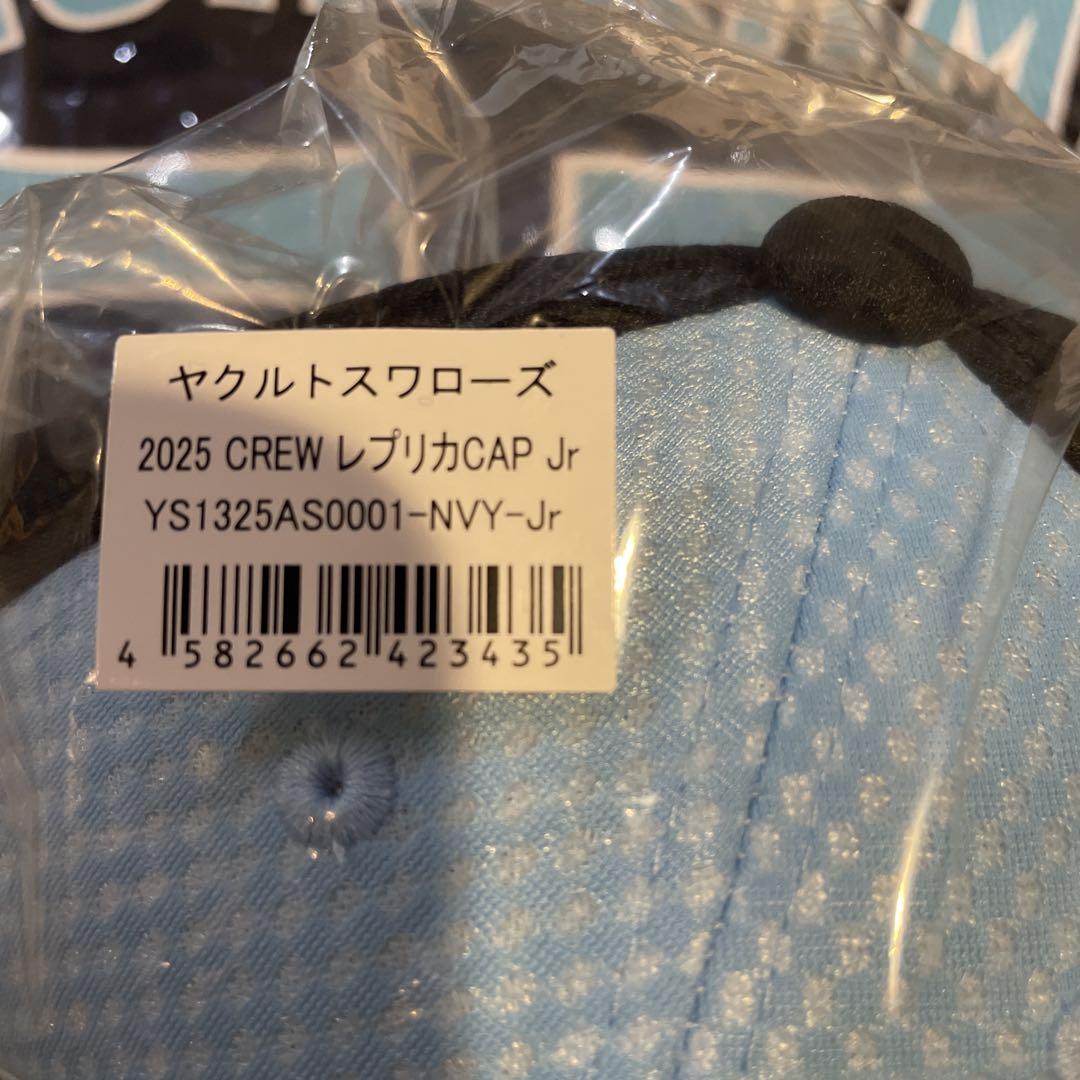 ヤクルトスワローズ
2025 CREW レプリカCAP Jr
YS1325AS0001-NVY-Jr
4 582662 423435